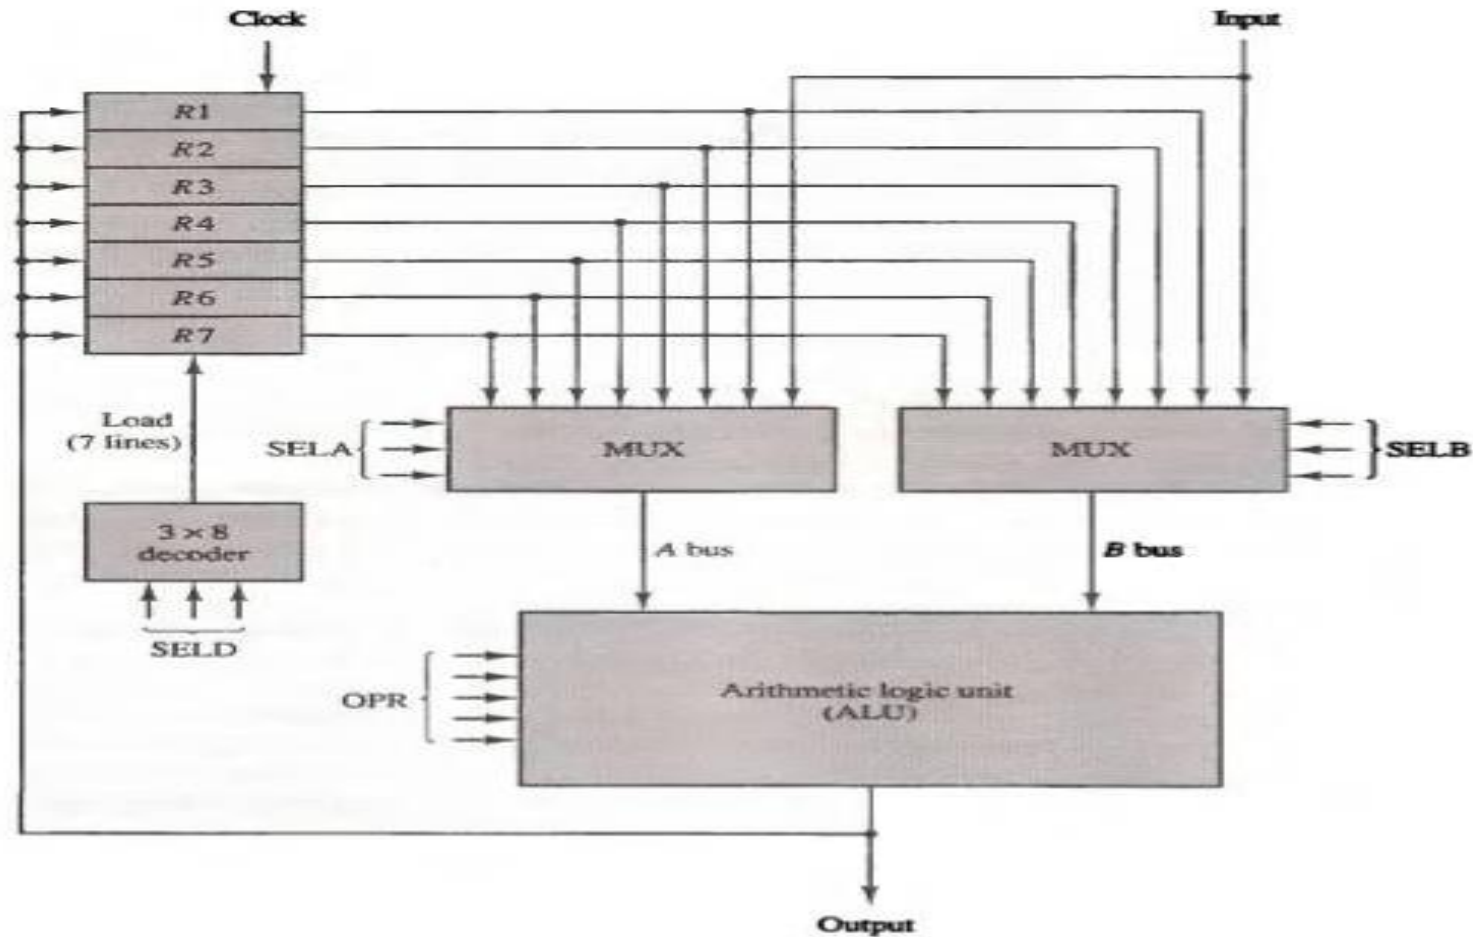 Clock
Input
R1
R2
R3
R4
R5
R6
R7
Load
(7 lines)
SELA
MUX
MUX
SELB
3 × 8
decoder
A bus
B bus
SELD
OPR
Arithmetic logic unit
(ALU)
Output